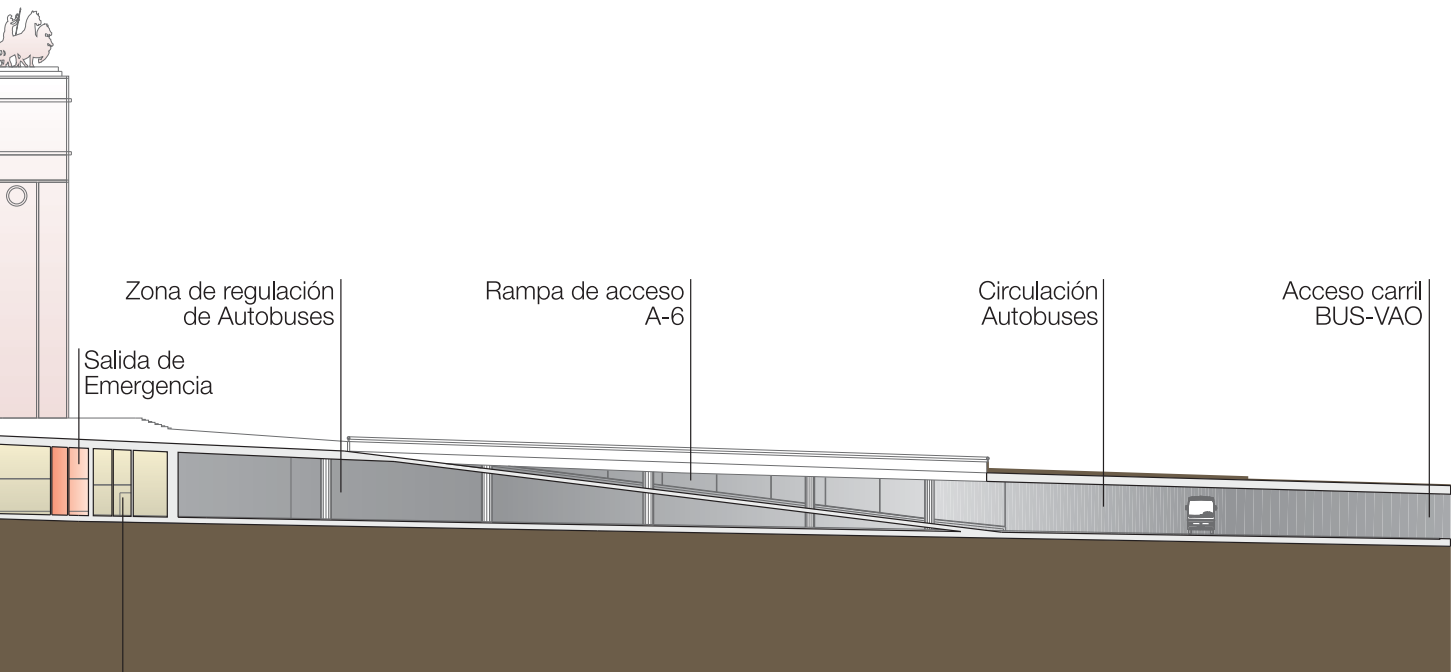 Zona de regulación
de Autobuses
Rampa de acceso
A-6
Circulación
Autobuses
Acceso carril
BUS-VAO
Salida de
Emergencia